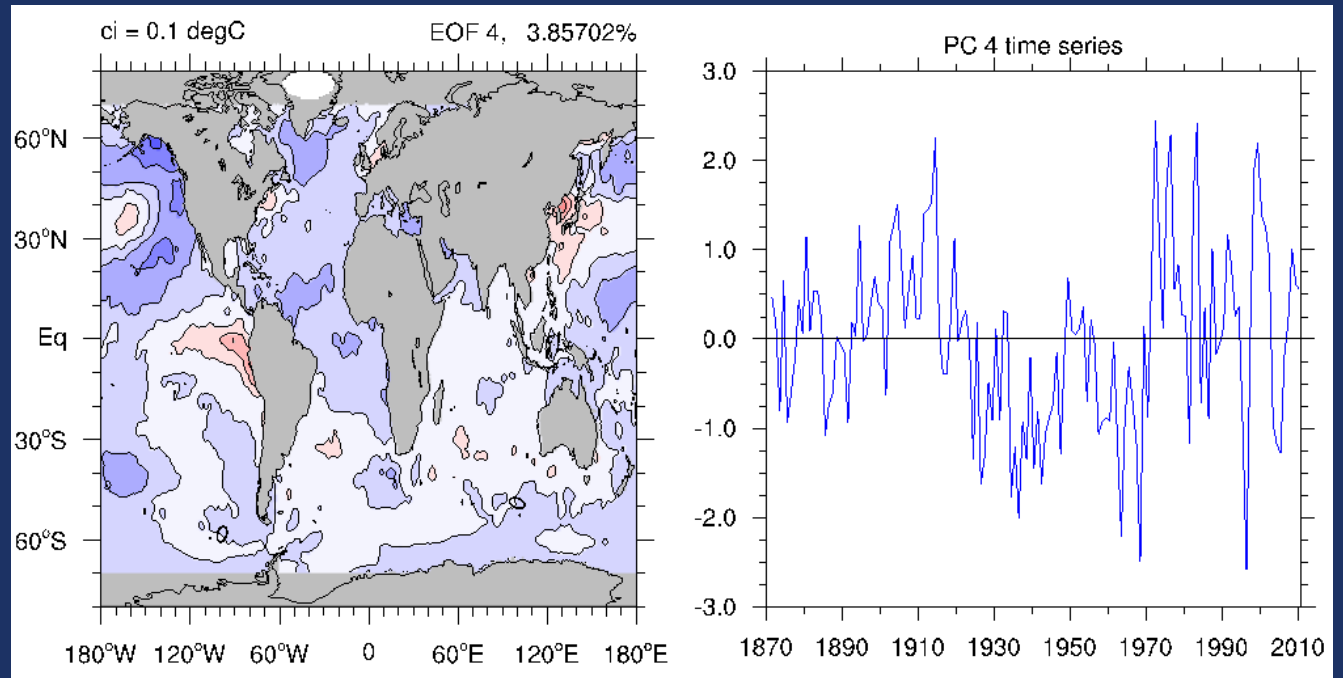 ci = 0.1 degC EOF 4, 3.85702%
60°N
30°N
Eq
30°S
60°S
180°W 120°W 60°W 0 60°E 120°E 180°E
PC 4 time series
3.0
2.0
1.0
0.0
-1.0
-2.0
-3.0
1870 1890 1910 1930 1950 1970 1990 2010